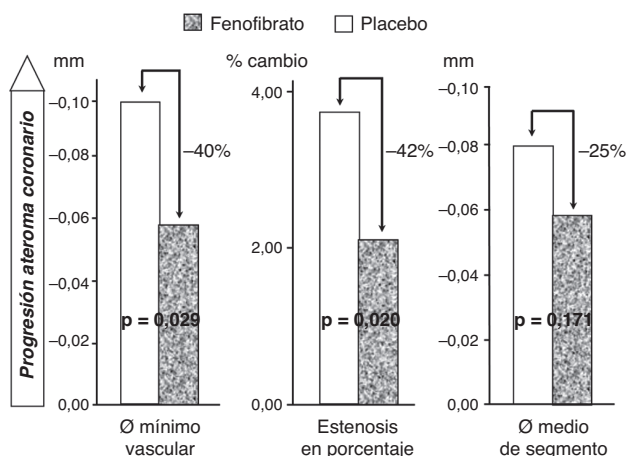 Fenofibrato Placebo
mm
% cambio
mm
Progresión ateroma coronario
–0,10
–0,08
–0,06
–0,04
–0,02
0,00
–40%
p = 0,029
Ø mínimo
vascular
4,00
2,00
0,00
–42%
p = 0,020
Estenosis
en porcentaje
–0,10
–0,08
–0,06
–0,04
–0,02
0,00
–25%
p = 0,171
Ø medio
de segmento